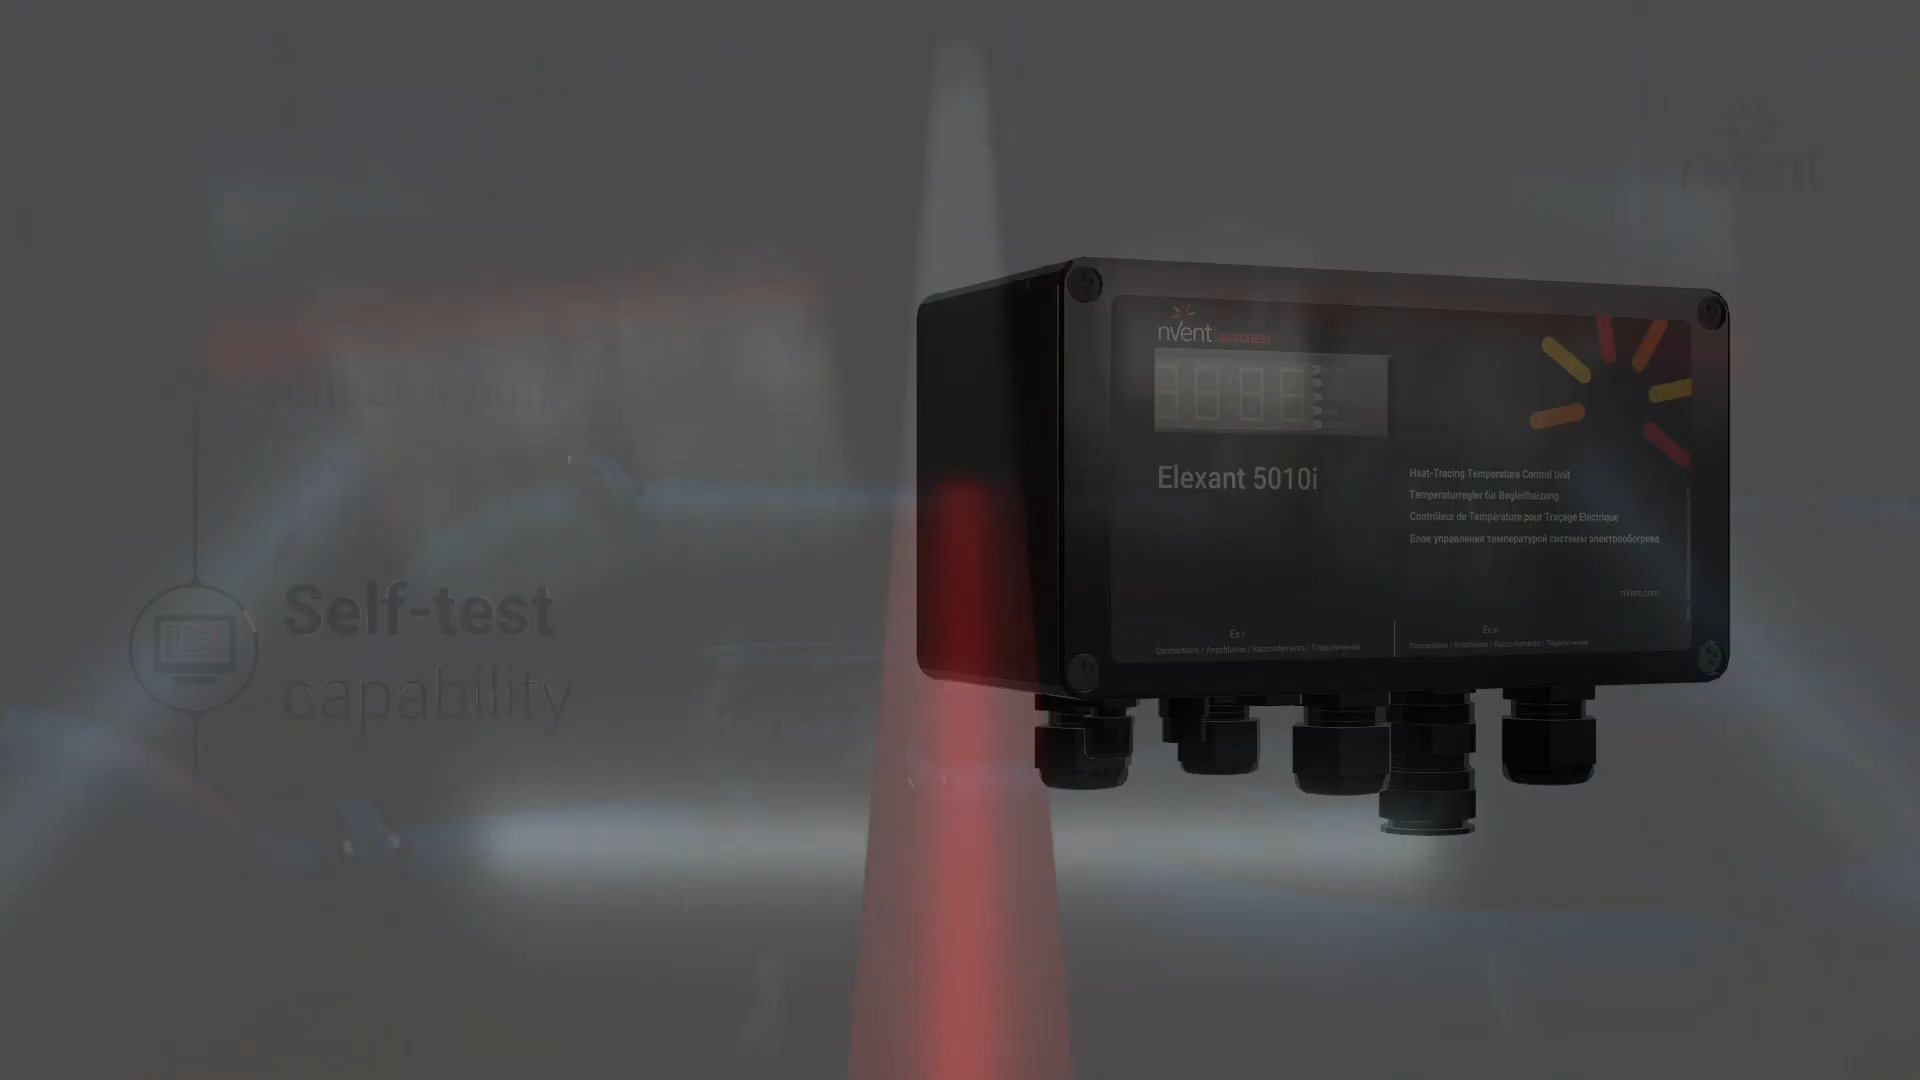 nVent
sensor input
Self-test
capability
nVent RAYCHEM
Elexant 5010i
Heat-Tracing Temperature Control Unit
Temperaturregler für Begleitheizung
Contrôleur de Température pour Traçage Electrique
Блок управления температурой системы электрообогрева
nVent.com
Ex i
Connections / Anschlüsse / Raccordements / Подключения
Ex e
Connections / Anschlüsse / Raccordements / Подключения